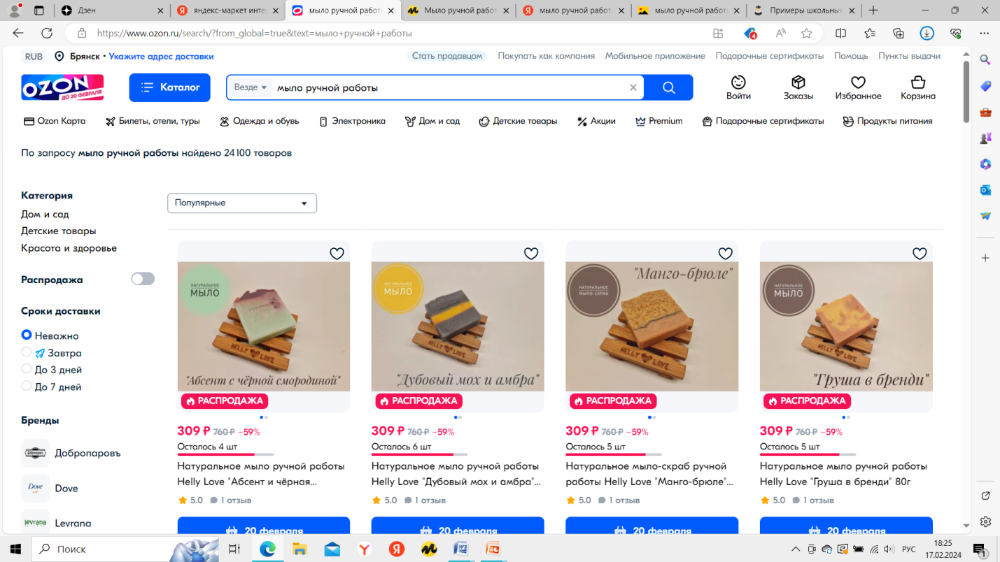 Дзен
яндекс-маркет инте
мыло ручной работ
Мыло ручной работ
мыло ручной работ
мыло ручной работ
Примеры школьных
https://www.ozon.ru/search/?from_global=true&text=мыло+ручной+работы
RUB Брянск • Укажите адрес доставки
Стать продавцом Покупать как компания Мобильное приложение Подарочные сертификаты Помощь Пункты выдачи
OZON
ДО 20 ФЕВРАЛЯ
Каталог
Везде мыло ручной работы
Войти Заказы Избранное Корзина
Ozon Карта Билеты, отели, туры Одежда и обувь Электроника Дом и сад Детские товары Акции Premium Подарочные сертификаты Продукты питания
По запросу мыло ручной работы найдено 24 100 товаров
Категория
Дом и сад
Детские товары
Красота и здоровье
Распродажа
Сроки доставки
Неважно
Завтра
До 3 дней
До 7 дней
Бренды
Добропаровъ
Dove
Dove
levrana
Levrana
Популярные
НАТУРАЛЬНОЕ
МЫЛО
HELLY LOVE
"Абсент с чёрной смородиной"
РАСПРОДАЖА
309 ₽ 760 ₽ −59%
Осталось 4 шт
Натуральное мыло ручной работы
Helly Love "Абсент и чёрная...
5.0 1 отзыв
20 февраля
НАТУРАЛЬНОЕ
МЫЛО
HELLY LOVE
"Дубовый мох и амбра"
РАСПРОДАЖА
309 ₽ 760 ₽ −59%
Осталось 6 шт
Натуральное мыло ручной работы
Helly Love "Дубовый мох и амбра"...
5.0 1 отзыв
20 февраля
"Манго-брюле"
НАТУРАЛЬНОЕ
МЫЛО-СКРАБ
HELLY LOVE
РАСПРОДАЖА
309 ₽ 760 ₽ −59%
Осталось 5 шт
Натуральное мыло-скраб ручной
работы Helly Love "Манго-брюле"...
5.0 1 отзыв
20 февраля
НАТУРАЛЬНОЕ
МЫЛО
HELLY LOVE
"Груша в бренди"
РАСПРОДАЖА
309 ₽ 760 ₽ −59%
Осталось 5 шт
Натуральное мыло ручной работы
Helly Love "Груша в бренди" 80г
5.0 1 отзыв
20 февраля
Поиск
РУС
18:25
17.02.2024